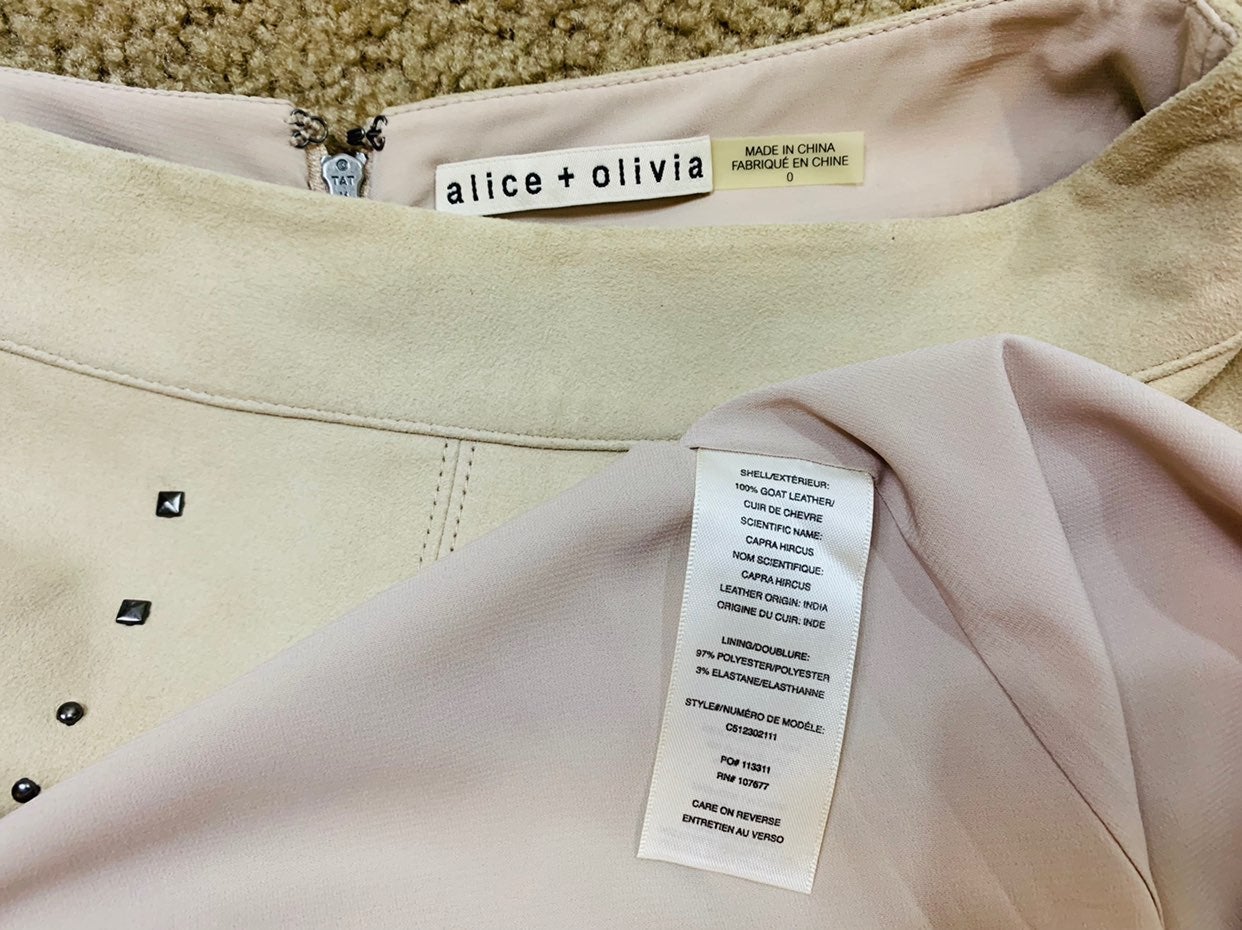 alice + olivia
MADE IN CHINA
FABRIQUÉ EN CHINE
0
TAT
SHELL/EXTÉRIEUR:
100% GOAT LEATHER/
CUIR DE CHEVRE
SCIENTIFIC NAME:
CAPRA HIRCUS
NOM SCIENTIFIQUE:
CAPRA HIRCUS
LEATHER ORIGIN: INDIA
ORIGINE DU CUIR: INDE
LINING/DOUBLURE:
97% POLYESTER/POLYESTER
3% ELASTANE/ELASTHANNE
STYLE#/NUMÉRO DE MODÈLE:
C512302111
PO# 113311
RN# 107677
CARE ON REVERSE
ENTRETIEN AU VERSO